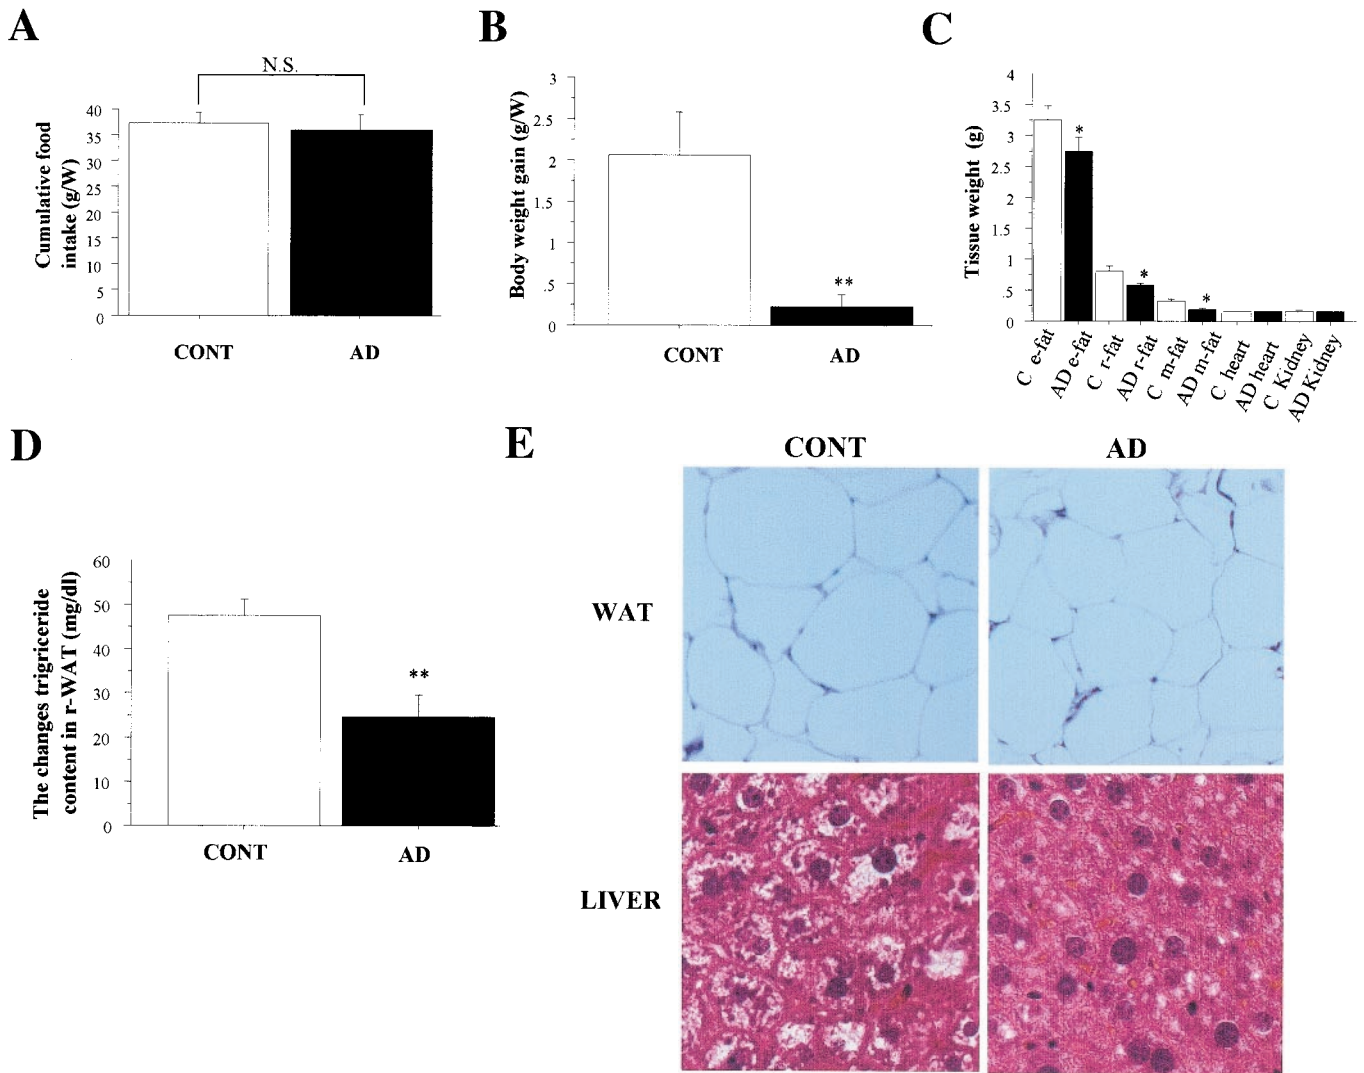 A
N.S.
Cumulative food
intake (g/W)
40
35
30
25
20
15
10
5
0
CONT
AD
B
Body weight gain (g/W)
3
2.5
2
1.5
1
.5
0
**
CONT
AD
C
Tissue weight (g)
4
3.5
3
2.5
2
1.5
1
.5
0
*
*
*
C e-fat
AD e-fat
C r-fat
AD r-fat
C m-fat
AD m-fat
C heart
AD heart
C Kidney
AD Kidney
D
The changes trigriceride
content in r-WAT (mg/dl)
60
50
40
30
20
10
0
**
CONT
AD
E
CONT
AD
WAT
LIVER